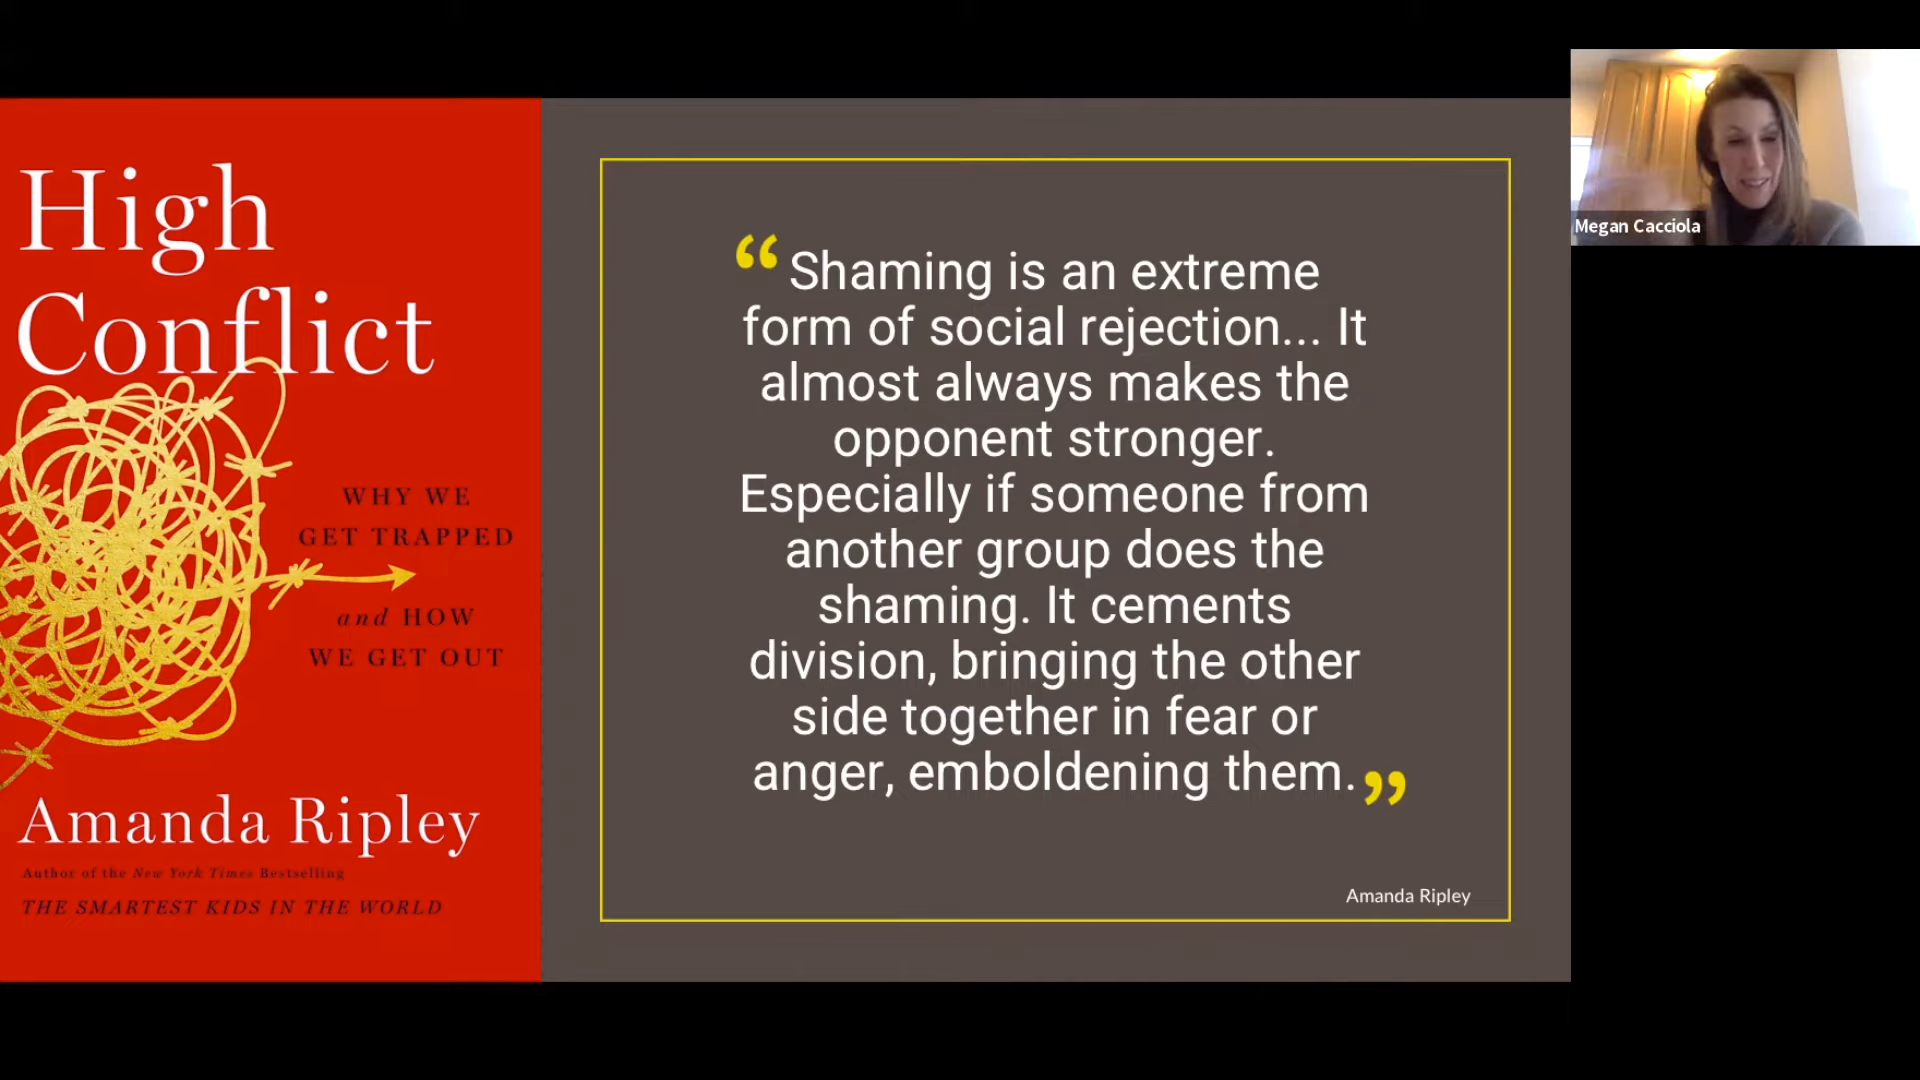 High
Conflict
WHY WE
GET TRAPPED
and HOW
WE GET OUT
Amanda Ripley
Author of the New York Times Bestselling
THE SMARTEST KIDS IN THE WORLD
“Shaming is an extreme
form of social rejection... It
almost always makes the
opponent stronger.
Especially if someone from
another group does the
shaming. It cements
division, bringing the other
side together in fear or
anger, emboldening them.”
Amanda Ripley
Megan Cacciola